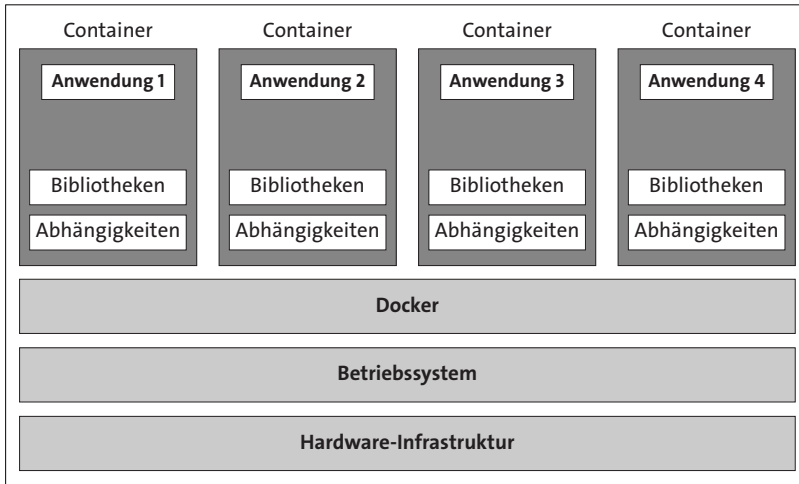 Container
Container
Container
Container
Anwendung 1
Anwendung 2
Anwendung 3
Anwendung 4
Bibliotheken
Bibliotheken
Bibliotheken
Bibliotheken
Abhängigkeiten
Abhängigkeiten
Abhängigkeiten
Abhängigkeiten
Docker
Betriebssystem
Hardware-Infrastruktur